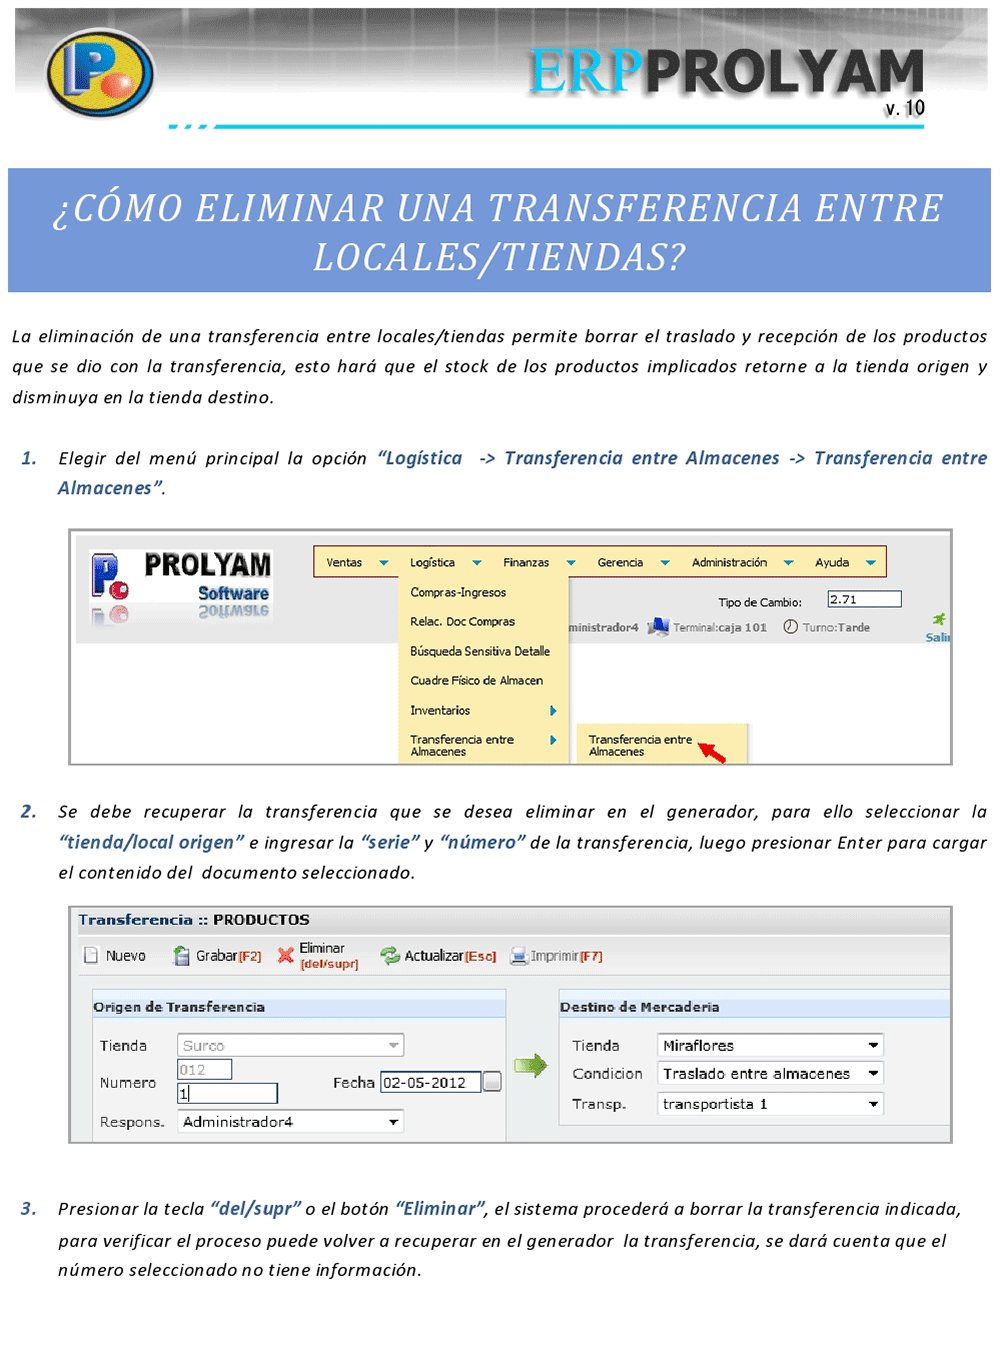 ERPPROLYAM
v. 10
¿CÓMO ELIMINAR UNA TRANSFERENCIA ENTRE
LOCALES/TIENDAS?
La eliminación de una transferencia entre locales/tiendas permite borrar el traslado y recepción de los productos
que se dio con la transferencia, esto hará que el stock de los productos implicados retorne a la tienda origen y
disminuya en la tienda destino.
1. Elegir del menú principal la opción “Logística -> Transferencia entre Almacenes -> Transferencia entre
Almacenes”.
PROLYAM
Software
Ventas Logística Finanzas Gerencia Administración Ayuda
Compras-Ingresos
Tipo de Cambio: 2.71
Relac. Doc Compras
ministrador4 Terminal:caja 101 Turno:Tarde
Salir
Búsqueda Sensitiva Detalle
Cuadre Físico de Almacen
Inventarios
Transferencia entre
Almacenes
Transferencia entre
Almacenes
2. Se debe recuperar la transferencia que se desea eliminar en el generador, para ello seleccionar la
“tienda/local origen” e ingresar la “serie” y “número” de la transferencia, luego presionar Enter para cargar
el contenido del documento seleccionado.
Transferencia :: PRODUCTOS
Nuevo Grabar[F2] Eliminar [del/supr] Actualizar[Esc] Imprimir[F7]
Origen de Transferencia
Tienda Surco
012
Numero 1 Fecha 02-05-2012
Respons. Administrador4
Destino de Mercaderia
Tienda Miraflores
Condicion Traslado entre almacenes
Transp. transportista 1
3. Presionar la tecla “del/supr” o el botón “Eliminar”, el sistema procederá a borrar la transferencia indicada,
para verificar el proceso puede volver a recuperar en el generador la transferencia, se dará cuenta que el
número seleccionado no tiene información.